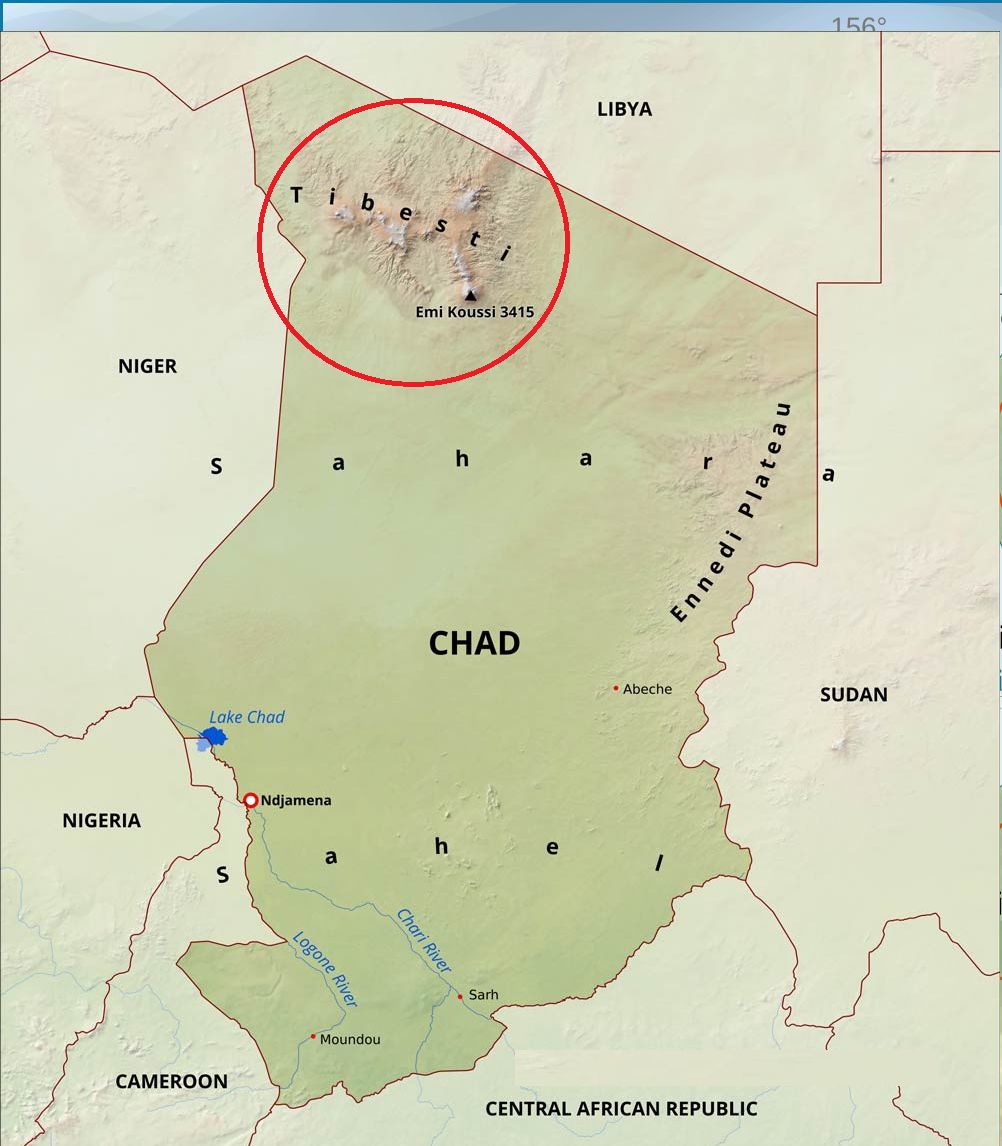 156°
LIBYA
Tibesti
Emi Koussi 3415
NIGER
Sahara
Ennedi Plateau
CHAD
Abeche
SUDAN
Lake Chad
Ndjamena
NIGERIA
Sahel
Chari River
Logone River
Sarh
Moundou
CAMEROON
CENTRAL AFRICAN REPUBLIC